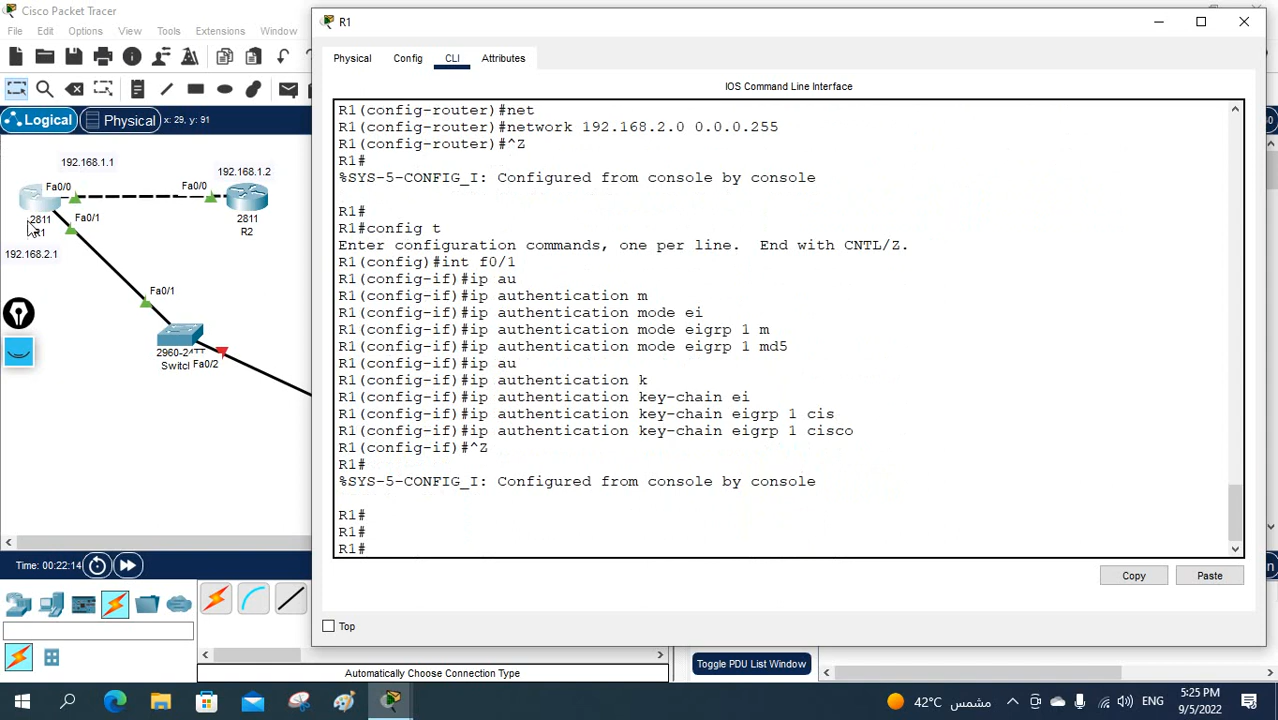 Cisco Packet Tracer
File Edit Options View Tools Extensions Window
Logical Physical x: 29, y: 91
192.168.1.1
192.168.1.2
Fa0/0
Fa0/0
2811
R1
Fa0/1
2811
R2
192.168.2.1
Fa0/1
Fa0/2
Time: 00:22:14
Automatically Choose Connection Type
R1
Physical Config CLI Attributes
IOS Command Line Interface
R1(config-router)#net
R1(config-router)#network 192.168.2.0 0.0.0.255
R1(config-router)#^Z
R1#
%SYS-5-CONFIG_I: Configured from console by console
R1#
R1#config t
Enter configuration commands, one per line. End with CNTL/Z.
R1(config)#int f0/1
R1(config-if)#ip au
R1(config-if)#ip authentication m
R1(config-if)#ip authentication mode ei
R1(config-if)#ip authentication mode eigrp 1 m
R1(config-if)#ip authentication mode eigrp 1 md5
R1(config-if)#ip au
R1(config-if)#ip authentication k
R1(config-if)#ip authentication key-chain ei
R1(config-if)#ip authentication key-chain eigrp 1 cis
R1(config-if)#ip authentication key-chain eigrp 1 cisco
R1(config-if)#^Z
R1#
%SYS-5-CONFIG_I: Configured from console by console
R1#
R1#
R1#
Copy Paste
Top
Toggle PDU List Window
42°C مشمس ENG
5:25 PM
9/5/2022